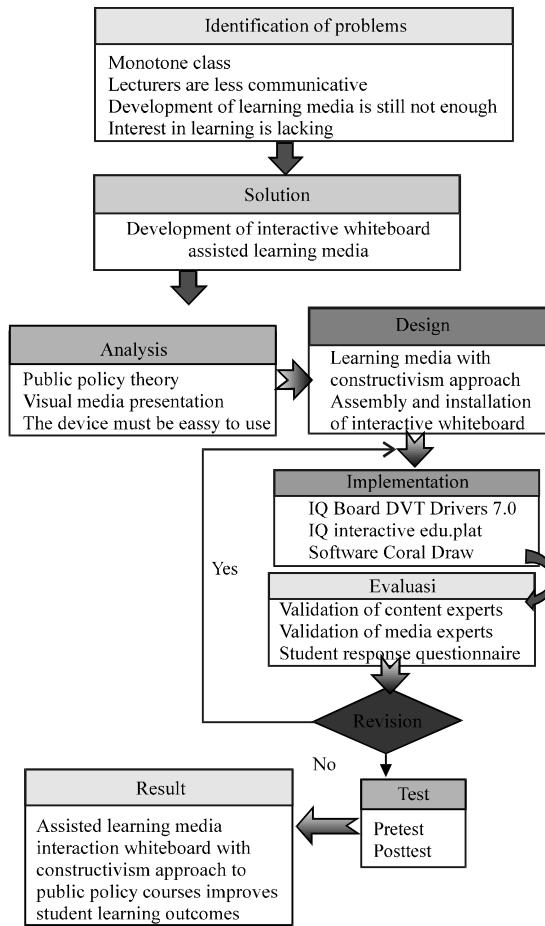 Identification of problems
Monotone class
Lecturers are less communicative
Development of learning media is still not enough
Interest in learning is lacking
Solution
Development of interactive whiteboard
assisted learning media
Analysis
Public policy theory
Visual media presentation
The device must be eassy to use
Design
Learning media with
constructivism approach
Assembly and installation
of interactive whiteboard
Implementation
IQ Board DVT Drivers 7.0
IQ interactive edu.plat
Software Coral Draw
Yes
Evaluasi
Validation of content experts
Validation of media experts
Student response questionnaire
Revision
No
Test
Pretest
Posttest
Result
Assisted learning media
interaction whiteboard with
constructivism approach to
public policy courses improves
student learning outcomes